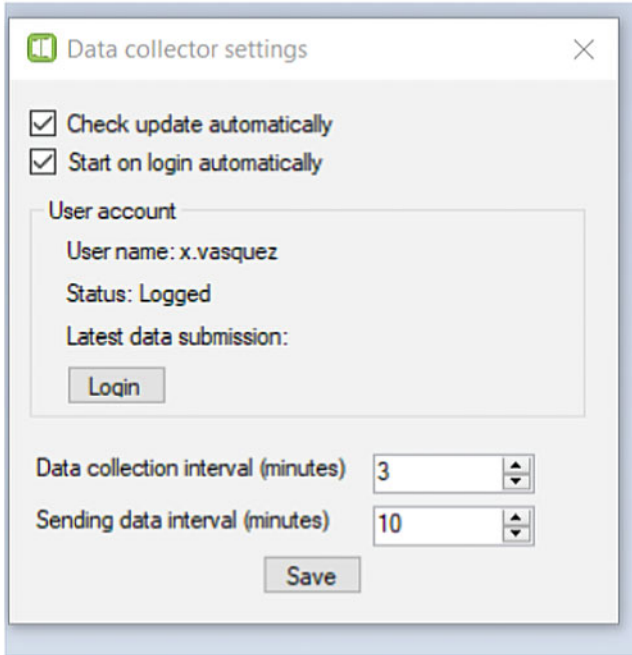 Data collector settings
Check update automatically
Start on login automatically
User account
User name: x.vasquez
Status: Logged
Latest data submission:
Login
Data collection interval (minutes) 3
Sending data interval (minutes) 10
Save